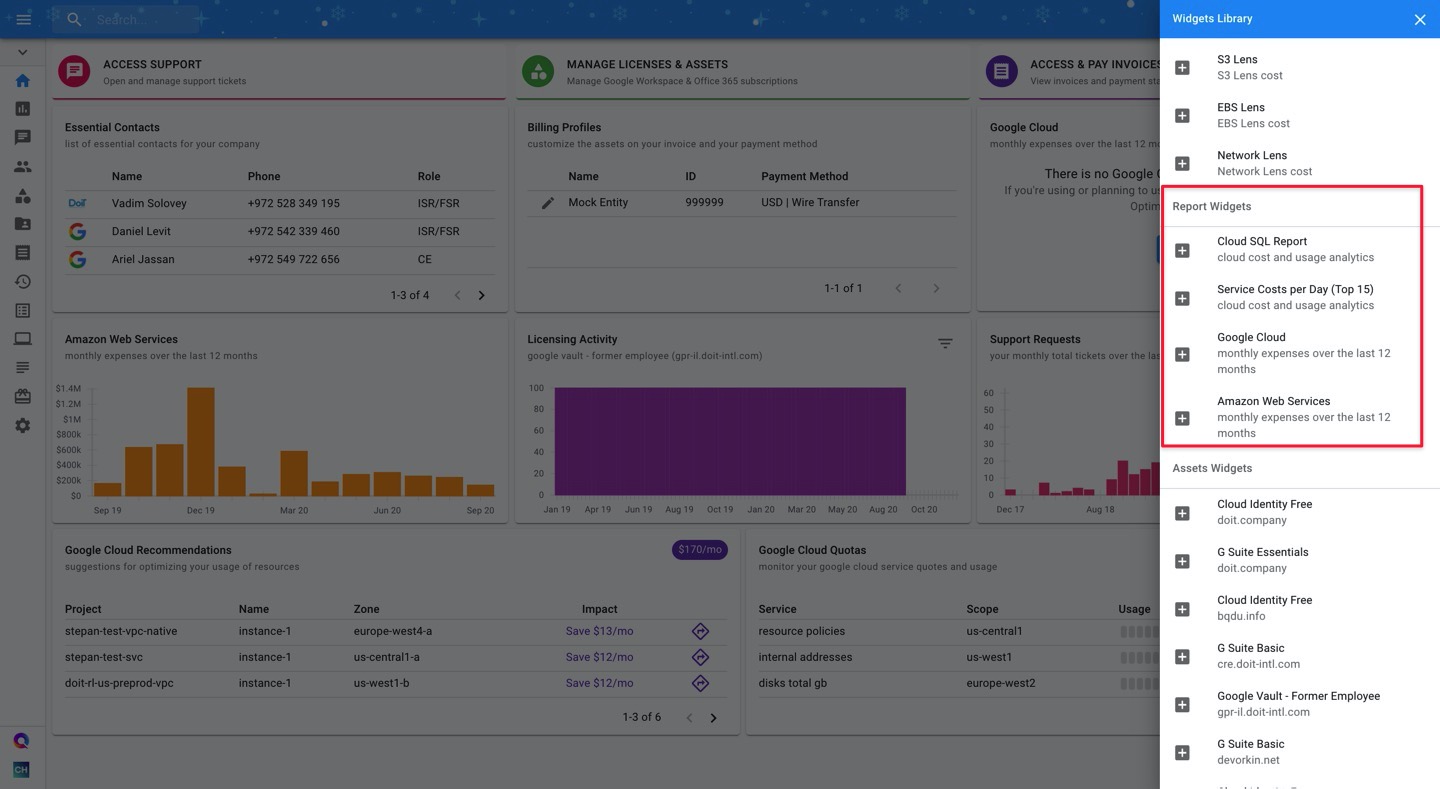 Search...
Widgets Library
ACCESS SUPPORT
Open and manage support tickets
MANAGE LICENSES & ASSETS
Manage Google Workspace & Office 365 subscriptions
ACCESS & PAY INVOICES
View invoices and payment sta
Essential Contacts
list of essential contacts for your company
Name Phone Role
DoiT Vadim Solovey +972 528 349 195 ISR/FSR
Daniel Levit +972 542 339 460 ISR/FSR
Ariel Jassan +972 549 722 656 CE
1-3 of 4
Billing Profiles
customize the assets on your invoice and your payment method
Name ID Payment Method
Mock Entity 999999 USD | Wire Transfer
1-1 of 1
Google Cloud
monthly expenses over the last 12 mo
There is no Google C
If you're using or planning to us
Optim
Amazon Web Services
monthly expenses over the last 12 months
$1.4M
$1.2M
$1M
$800k
$600k
$400k
$200k
$0
Sep 19 Dec 19 Mar 20 Jun 20 Sep 20
Licensing Activity
google vault - former employee (gpr-il.doit-intl.com)
100
80
60
40
20
0
Jan 19 Apr 19 Jun 19 Aug 19 Oct 19 Jan 20 Mar 20 May 20 Aug 20 Oct 20
Support Requests
your monthly total tickets over the las
60
50
40
30
20
10
0
Dec 17 Aug 18
Google Cloud Recommendations
suggestions for optimizing your usage of resources
$170/mo
Project Name Zone Impact
stepan-test-vpc-native instance-1 europe-west4-a Save $13/mo
stepan-test-svc instance-1 us-central1-a Save $12/mo
doit-rl-us-preprod-vpc instance-1 us-west1-b Save $12/mo
1-3 of 6
Google Cloud Quotas
monitor your google cloud service quotes and usage
Service Scope Usage
resource policies us-central1
internal addresses us-west1
disks total gb europe-west2
CH
S3 Lens
S3 Lens cost
EBS Lens
EBS Lens cost
Network Lens
Network Lens cost
Report Widgets
Cloud SQL Report
cloud cost and usage analytics
Service Costs per Day (Top 15)
cloud cost and usage analytics
Google Cloud
monthly expenses over the last 12
months
Amazon Web Services
monthly expenses over the last 12
months
Assets Widgets
Cloud Identity Free
doit.company
G Suite Essentials
doit.company
Cloud Identity Free
bqdu.info
G Suite Basic
cre.doit-intl.com
Google Vault - Former Employee
gpr-il.doit-intl.com
G Suite Basic
devorkin.net